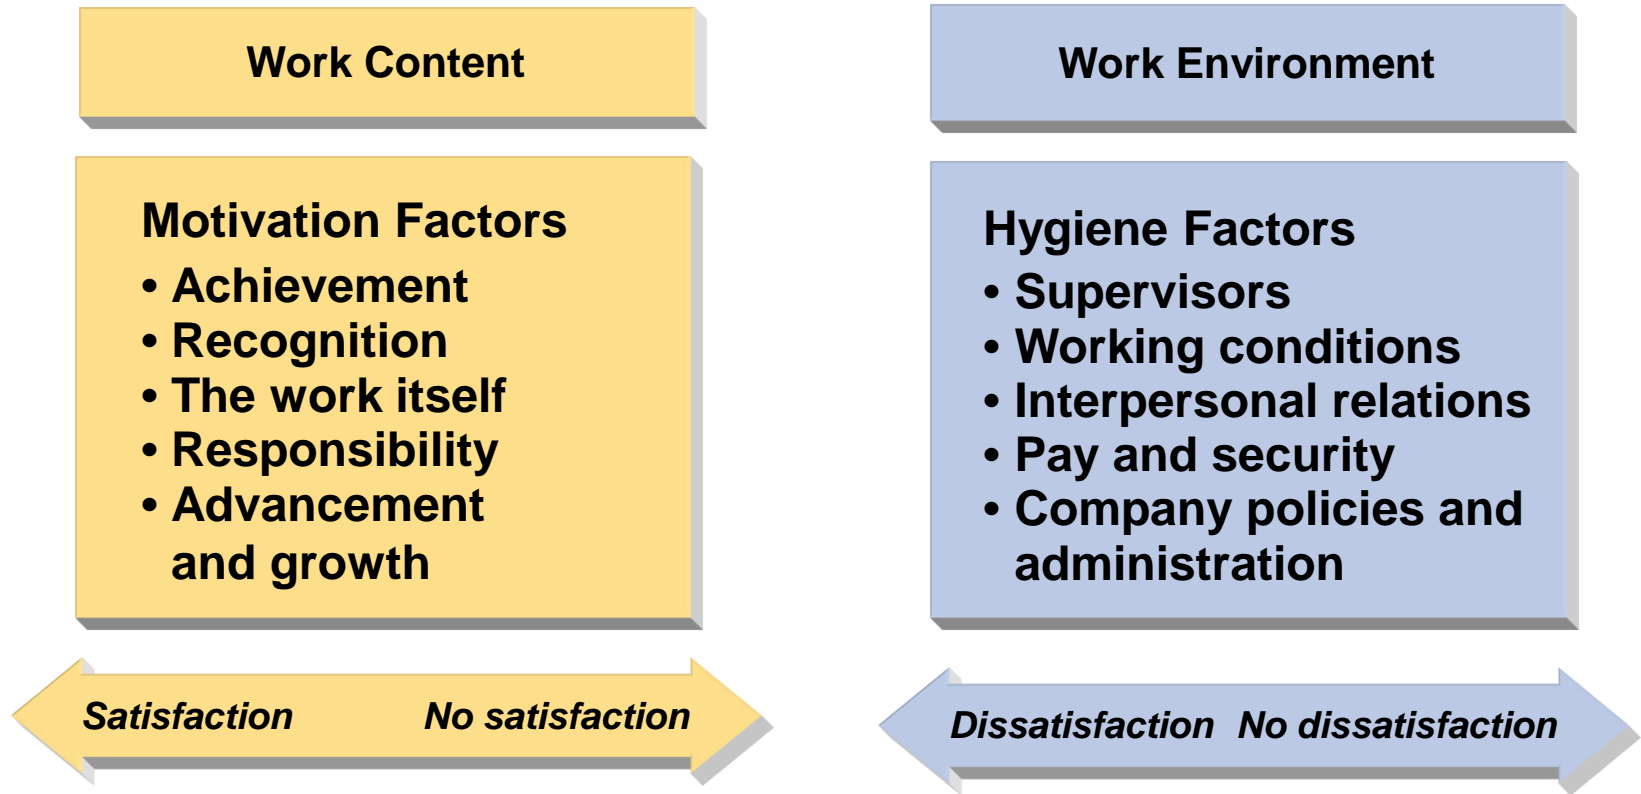 Work Content
Motivation Factors
• Achievement
• Recognition
• The work itself
• Responsibility
• Advancement
and growth
Satisfaction No satisfaction
Work Environment
Hygiene Factors
• Supervisors
• Working conditions
• Interpersonal relations
• Pay and security
• Company policies and
administration
Dissatisfaction No dissatisfaction